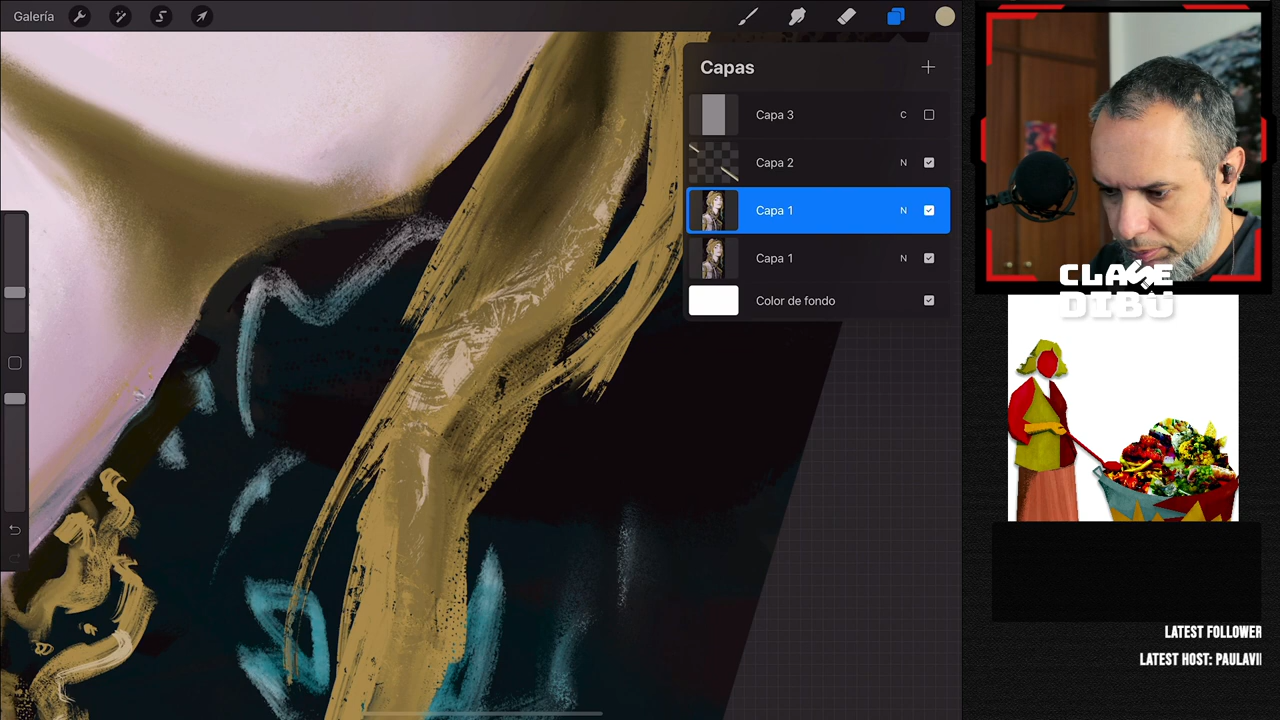 Galería
Capas
Capa 3
C
Capa 2
N
Capa 1
N
Capa 1
N
Color de fondo
CLASE
DIBU
LATEST FOLLOWER
LATEST HOST: PAULAVI